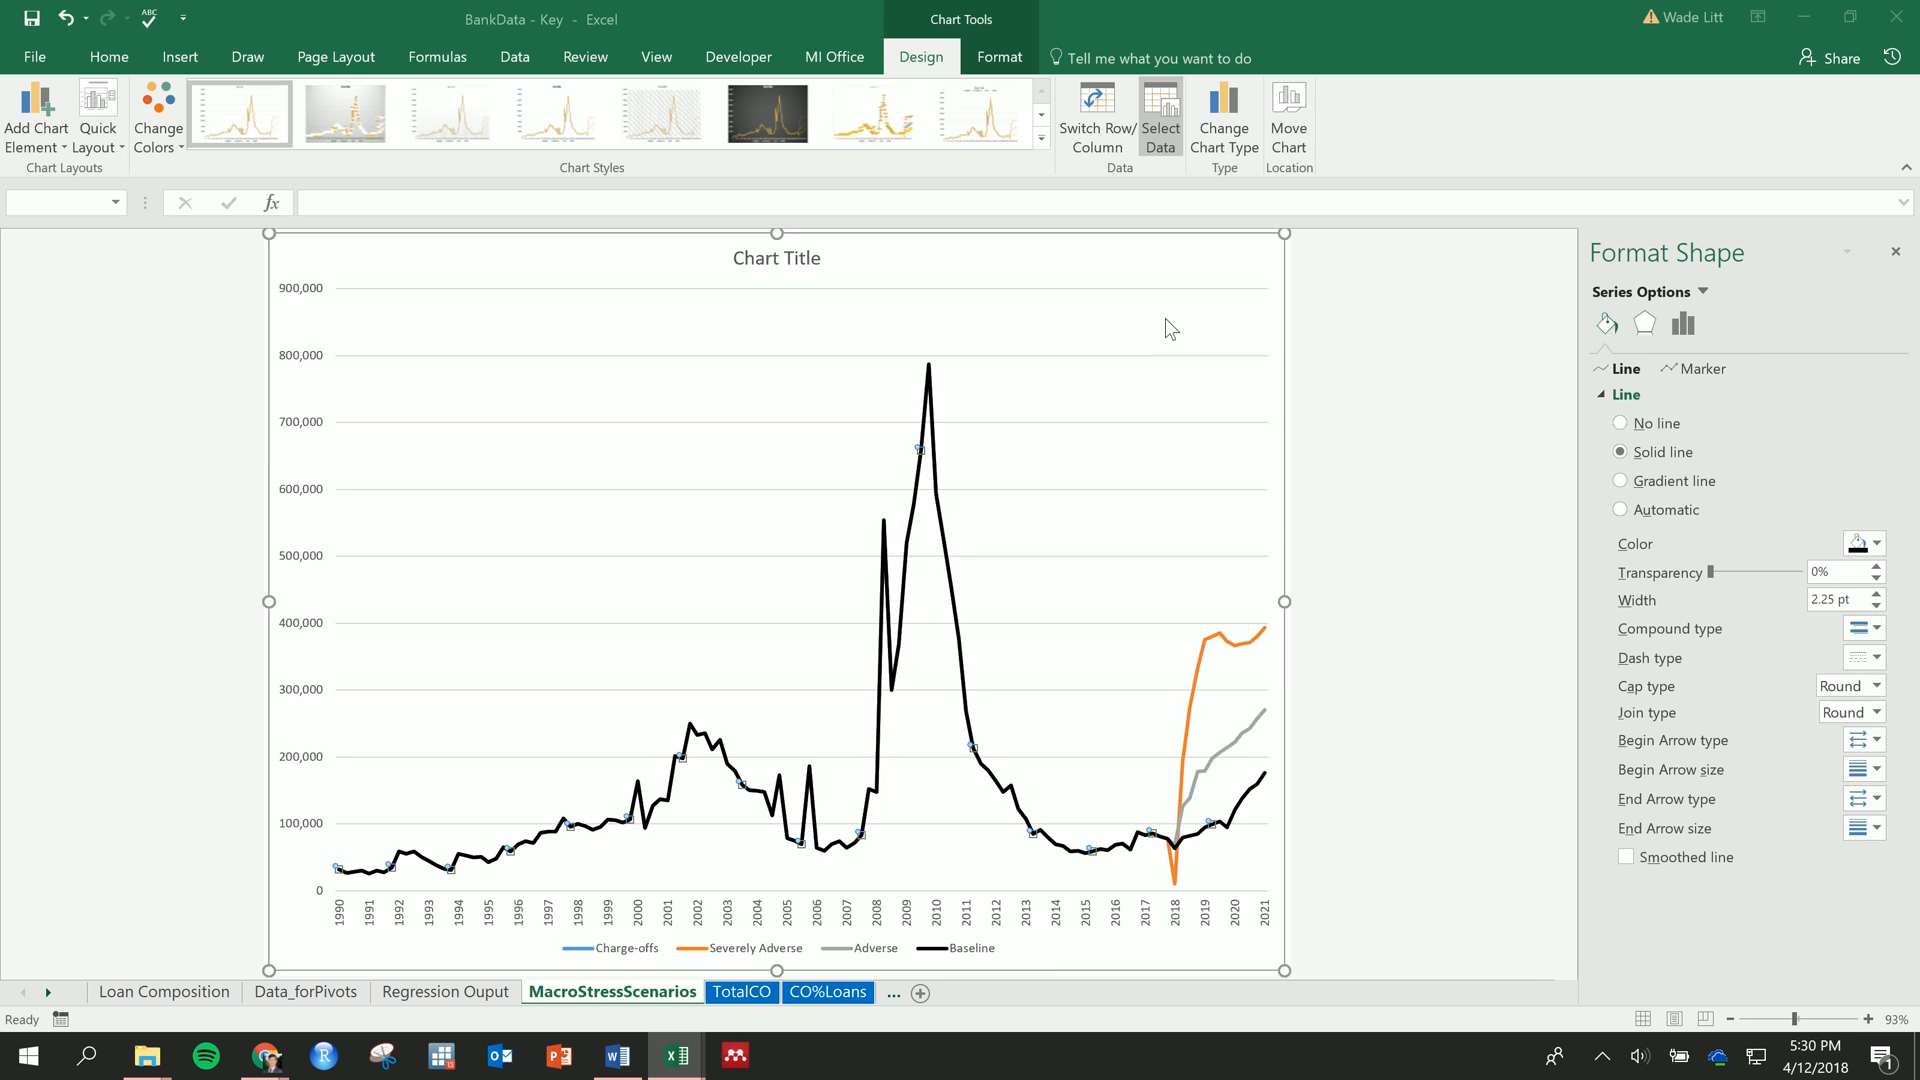 ABC
BankData - Key - Excel
Chart Tools
Wade Litt
File Home Insert Draw Page Layout Formulas Data Review View Developer MI Office Design Format Tell me what you want to do Share
Add Chart
Element
Quick
Layout
Change
Colors
Switch Row/
Column
Select
Data
Change
Chart Type
Move
Chart
Chart Layouts Chart Styles Data Type Location
fx
Chart Title
900,000
800,000
700,000
600,000
500,000
400,000
300,000
200,000
100,000
0
1990 1991 1992 1993 1994 1995 1996 1997 1998 1999 2000 2001 2002 2003 2004 2005 2006 2007 2008 2009 2010 2011 2012 2013 2014 2015 2016 2017 2018 2019 2020 2021
Charge-offs Severely Adverse Adverse Baseline
Format Shape
Series Options
Line Marker
Line
No line
Solid line
Gradient line
Automatic
Color
Transparency 0%
Width 2.25 pt
Compound type
Dash type
Cap type Round
Join type Round
Begin Arrow type
Begin Arrow size
End Arrow type
End Arrow size
Smoothed line
Loan Composition Data_forPivots Regression Ouput MacroStressScenarios TotalCO CO%Loans ...
Ready
93%
5:30 PM
4/12/2018
1